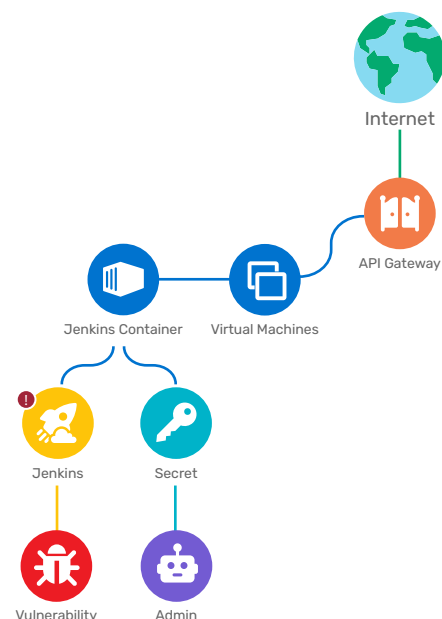 Internet
API Gateway
Jenkins Container
Virtual Machines
!
Jenkins
Secret
Vulnerability
Admin